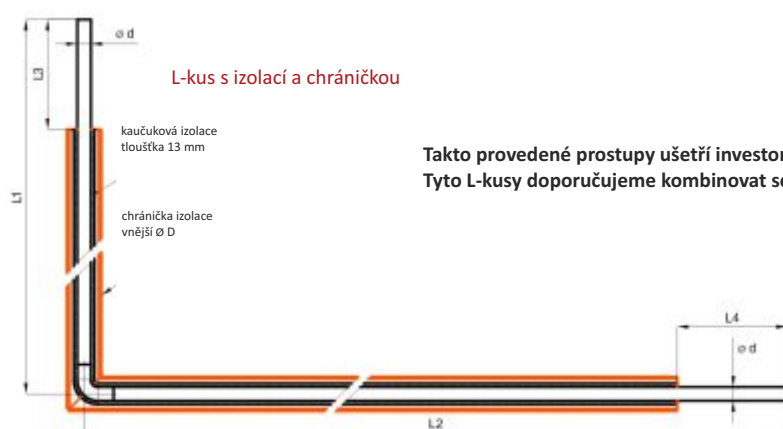 ø d
L3
L-kus s izolací a chráničkou
kaučuková izolace
tloušťka 13 mm
Takto provedené prostupy ušetří investor
Tyto L-kusy doporučujeme kombinovat se
L1
chránička izolace
vnější Ø D
L4
ø d
L2